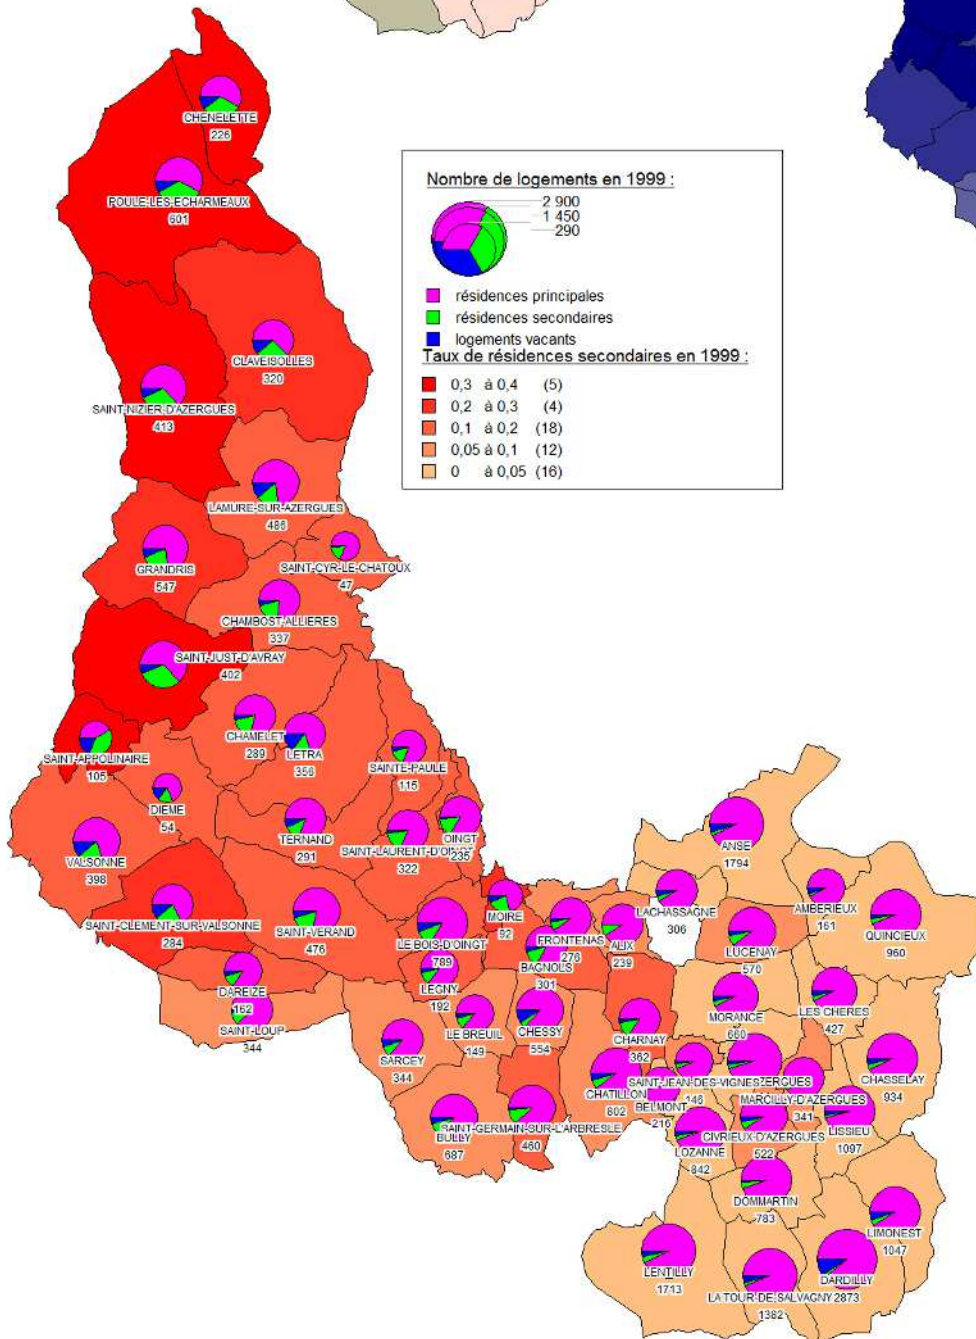 CHENELETTE
226
POULE-LES-ECHARMEAUX
601
Nombre de logements en 1999 :
2 900
1 450
290
résidences principales
résidences secondaires
logements vacants
Taux de résidences secondaires en 1999 :
0,3 à 0,4 (5)
0,2 à 0,3 (4)
0,1 à 0,2 (18)
0,05 à 0,1 (12)
0 à 0,05 (16)
CLAVEISOLLES
320
SAINT-NIZIER-D'AZERGUES
413
LAMURE-SUR-AZERGUES
486
GRANDRIS
547
SAINT-CYR-LE-CHATOUX
47
CHAMBOST-ALLIERES
337
SAINT-JUST-D'AVRAY
402
CHAMELET
289
LETRA
356
SAINTE-PAULE
115
SAINT-APPOLINAIRE
105
DIEME
54
TERNAND
291
SAINT-LAURENT-D'OINGT
322
OINGT
235
VALSONNE
398
ANSE
1794
SAINT-CLEMENT-SUR-VALSONNE
284
SAINT-VERAND
476
LE BOIS-D'OINGT
789
MOIRE
92
FRONTENAS
276
ALIX
239
LACHASSAGNE
306
AMBERIEUX
161
LUCENAY
570
QUINCIEUX
960
BAGNOLS
301
DAREIZE
162
LEGNY
192
SAINT-LOUP
344
LE BREUIL
149
CHESSY
554
CHARNAY
362
MORANCE
660
LES CHERES
427
SARCEY
344
CHATILLON
802
SAINT-JEAN-DES-VIGNES
146
ZERGUES
CHASSELAY
934
BELMONT
216
MARCILLY-D'AZERGUES
341
BULLY
687
SAINT-GERMAIN-SUR-L'ARBRESLE
460
LOZANNE
842
CIVRIEUX-D'AZERGUES
522
LISSIEU
1097
DOMMARTIN
783
LIMONEST
1047
LENTILLY
1713
LA TOUR-DE-SALVAGNY
1382
DARDILLY
2873